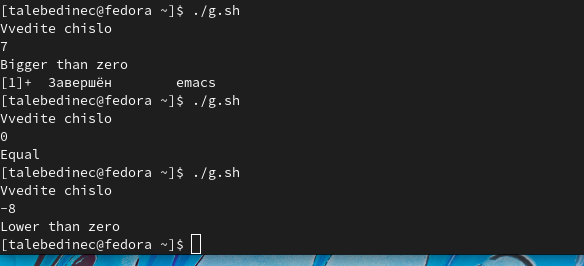 [talebedinec@fedora ~]$ ./g.sh
Vvedite chislo
7
Bigger than zero
[1]+  Завершён        emacs
[talebedinec@fedora ~]$ ./g.sh
Vvedite chislo
0
Equal
[talebedinec@fedora ~]$ ./g.sh
Vvedite chislo
-8
Lower than zero
[talebedinec@fedora ~]$